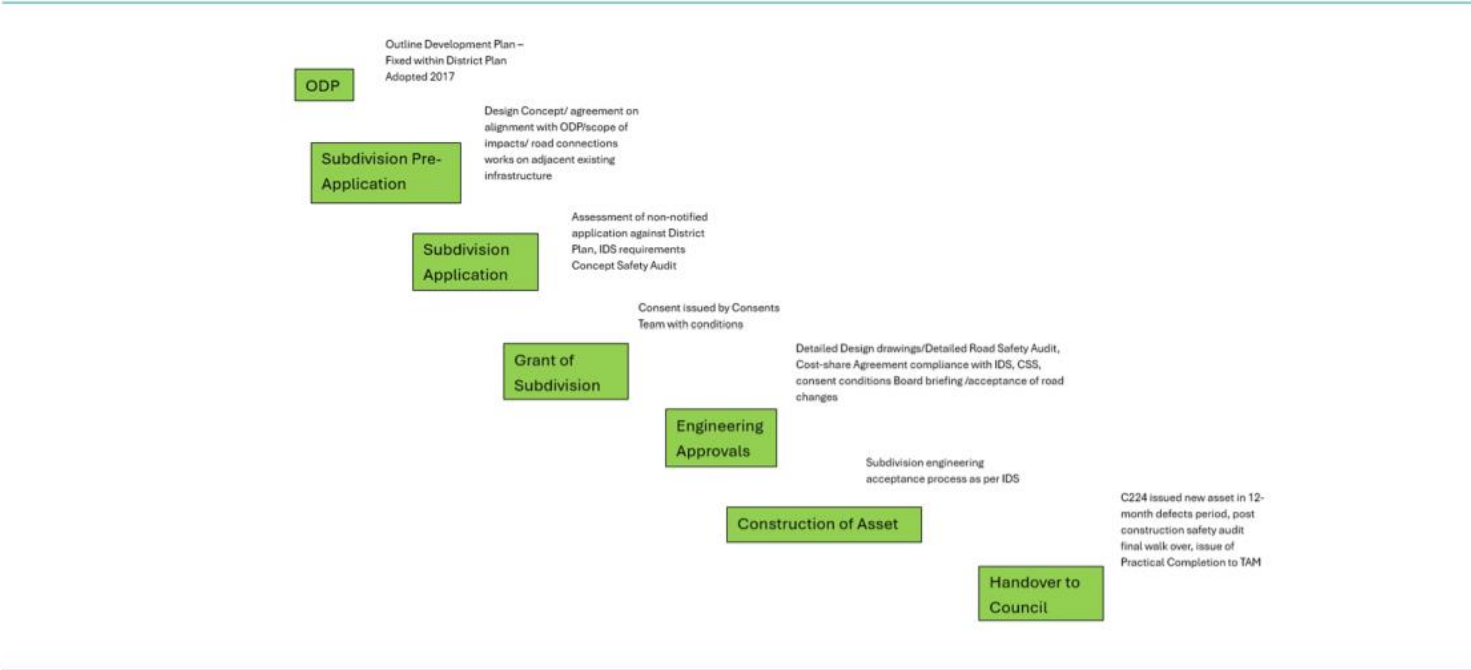 Outline Development Plan –
Fixed within District Plan
Adopted 2017
ODP
Design Concept/ agreement on
alignment with ODP/scope of
impacts/ road connections
works on adjacent existing
infrastructure
Subdivision Pre-
Application
Assessment of non-notified
application against District
Plan, IDS requirements
Concept Safety Audit
Subdivision
Application
Consent issued by Consents
Team with conditions
Grant of
Subdivision
Detailed Design drawings/Detailed Road Safety Audit,
Cost-share Agreement compliance with IDS, CSS,
consent conditions Board briefing /acceptance of road
changes
Engineering
Approvals
Subdivision engineering
acceptance process as per IDS
Construction of Asset
C224 issued new asset in 12-
month defects period, post
construction safety audit
final walk over, issue of
Practical Completion to TAM
Handover to
Council